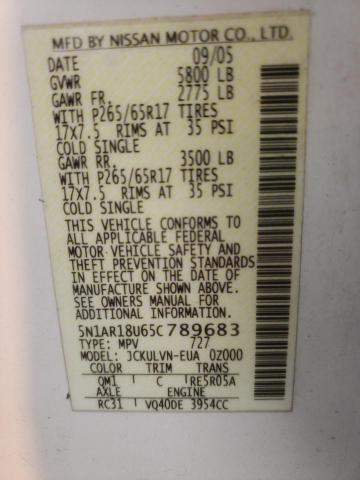 MFD BY NISSAN MOTOR CO., LTD.
DATE 09/05
GVWR 5800 LB
GAWR FR. 2775 LB
WITH P265/65R17 TIRES
17X7.5 RIMS AT 35 PSI
COLD SINGLE
GAWR RR. 3500 LB
WITH P265/65R17 TIRES
17X7.5 RIMS AT 35 PSI
COLD SINGLE
THIS VEHICLE CONFORMS TO
ALL APPLICABLE FEDERAL
MOTOR VEHICLE SAFETY AND
THEFT PREVENTION STANDARDS
IN EFFECT ON THE DATE OF
MANUFACTURE SHOWN ABOVE.
SEE OWNERS MANUAL FOR
ADDITIONAL INFORMATION.
5N1AR18U65C789683
TYPE: MPV 727
MODEL: JCKULVN-EUA 0Z000
COLOR TRIM TRANS
QM1 C RE5R05A
AXLE ENGINE
RC31 VQ40DE 3954CC